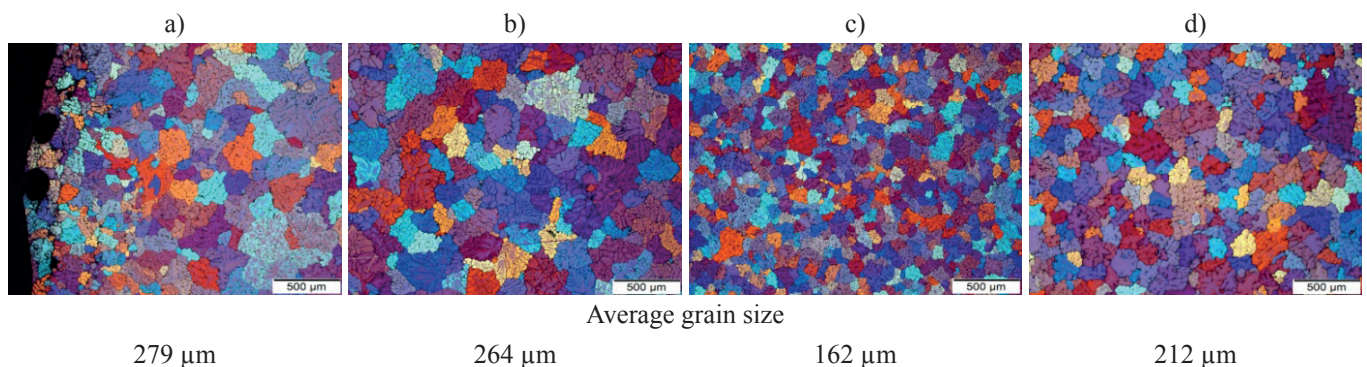 a) b) c) d)
500 µm 500 µm 500 µm 500 µm
Average grain size
279 µm 264 µm 162 µm 212 µm